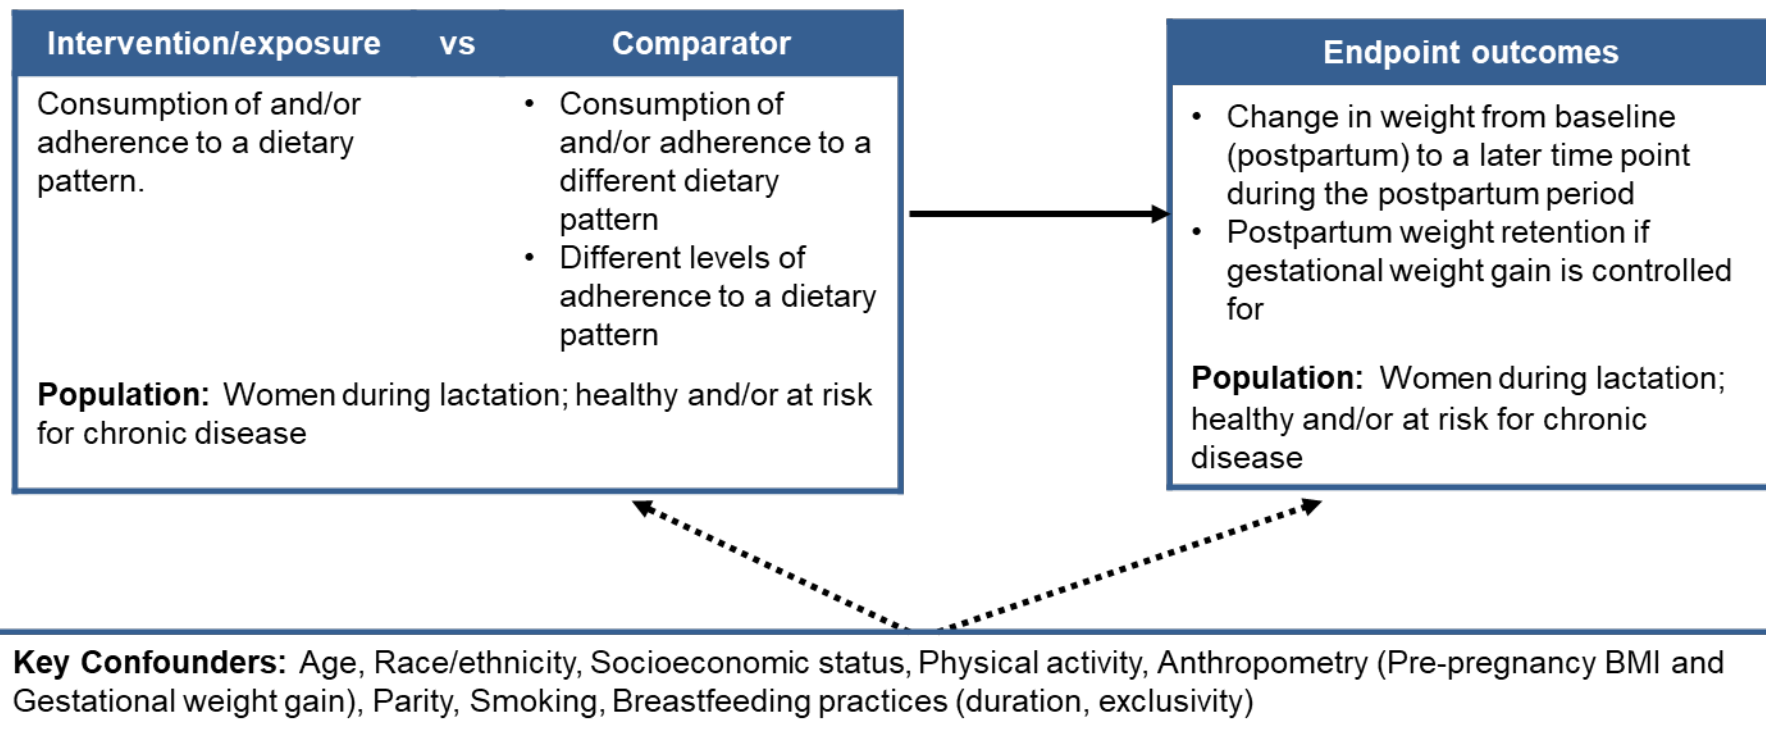 Intervention/exposure vs Comparator
Consumption of and/or
adherence to a dietary
pattern.
• Consumption of
and/or adherence to a
different dietary
pattern
• Different levels of
adherence to a dietary
pattern
Population: Women during lactation; healthy and/or at risk
for chronic disease
Endpoint outcomes
• Change in weight from baseline
(postpartum) to a later time point
during the postpartum period
• Postpartum weight retention if
gestational weight gain is controlled
for
Population: Women during lactation;
healthy and/or at risk for chronic
disease
Key Confounders: Age, Race/ethnicity, Socioeconomic status, Physical activity, Anthropometry (Pre-pregnancy BMI and
Gestational weight gain), Parity, Smoking, Breastfeeding practices (duration, exclusivity)